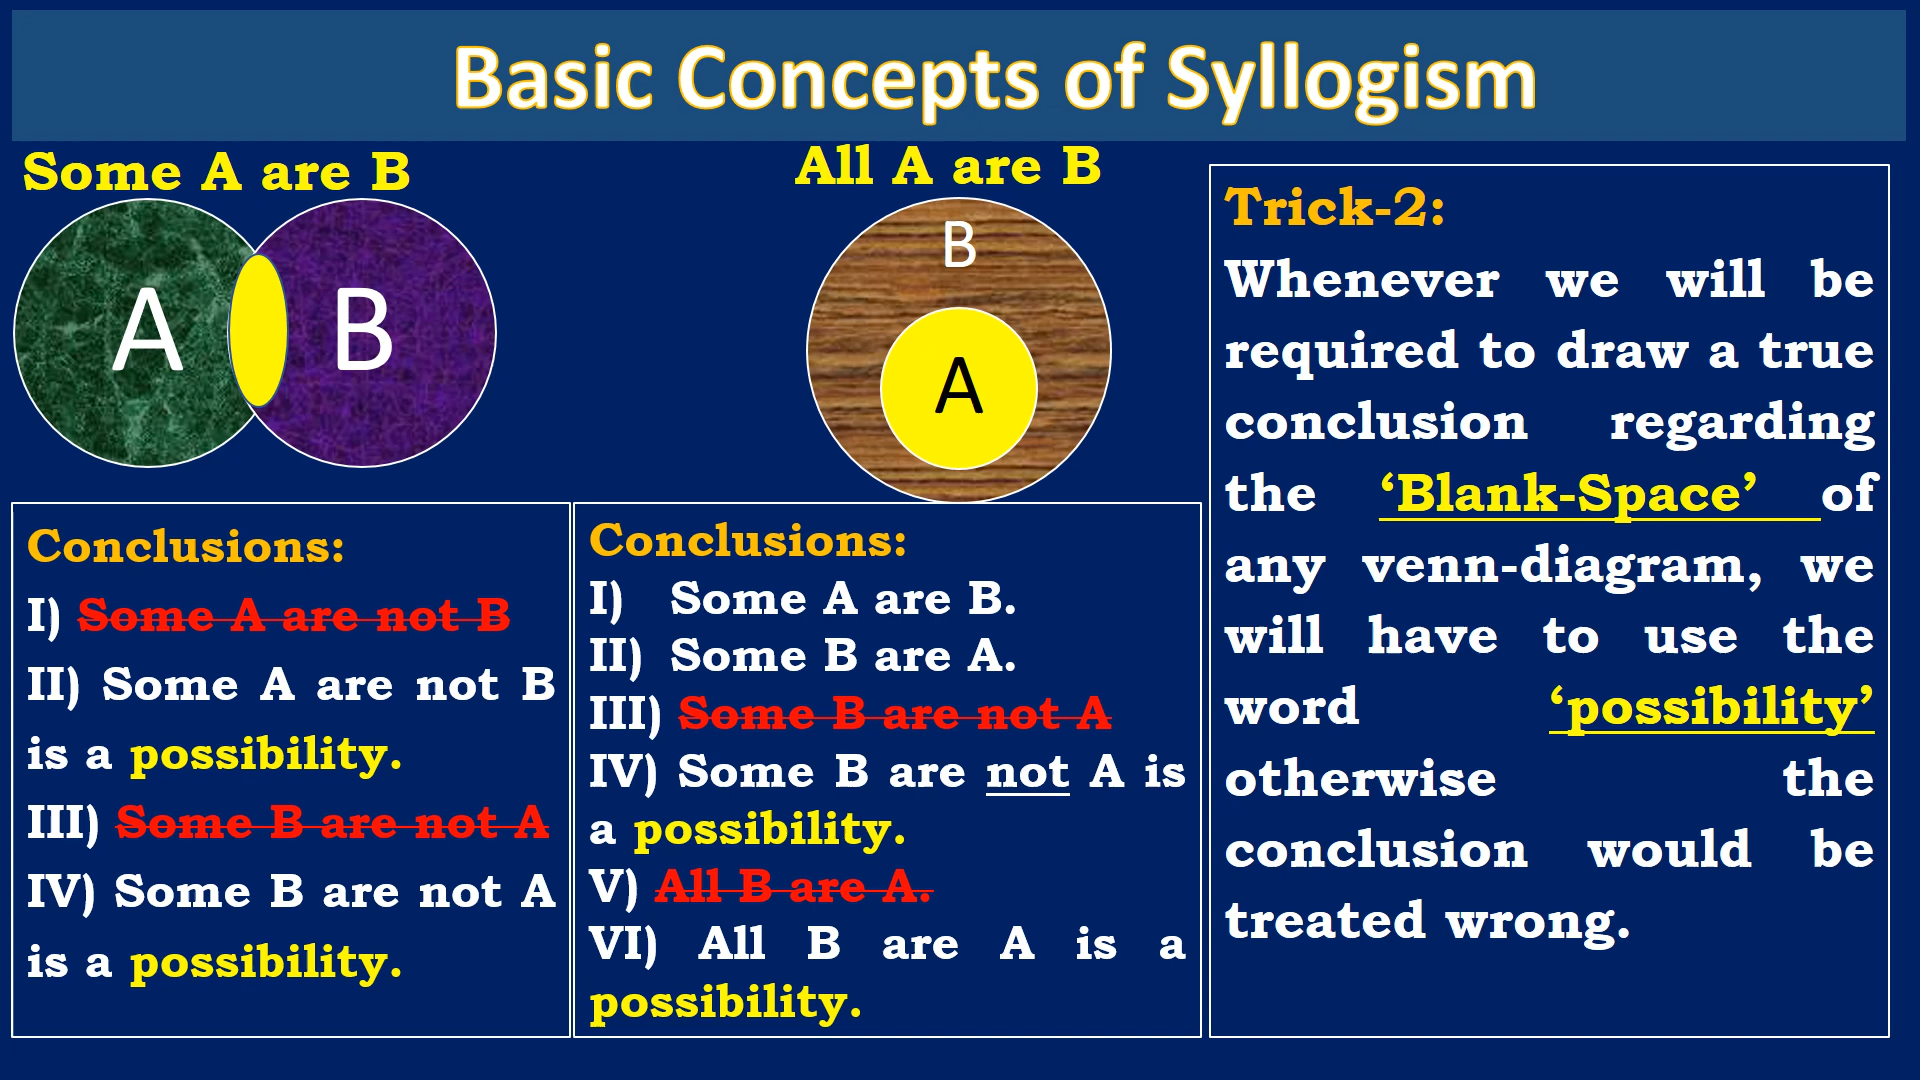 Basic Concepts of Syllogism
Some A are B
A
B
All A are B
B
A
Conclusions:
I) Some A are not B
II) Some A are not B
is a possibility.
III) Some B are not A
IV) Some B are not A
is a possibility.
Conclusions:
I) Some A are B.
II) Some B are A.
III) Some B are not A
IV) Some B are not A is
a possibility.
V) All B are A.
VI) All B are A is a
possibility.
Trick-2:
Whenever we will be
required to draw a true
conclusion regarding
the ‘Blank-Space’ of
any venn-diagram, we
will have to use the
word ‘possibility’
otherwise the
conclusion would be
treated wrong.